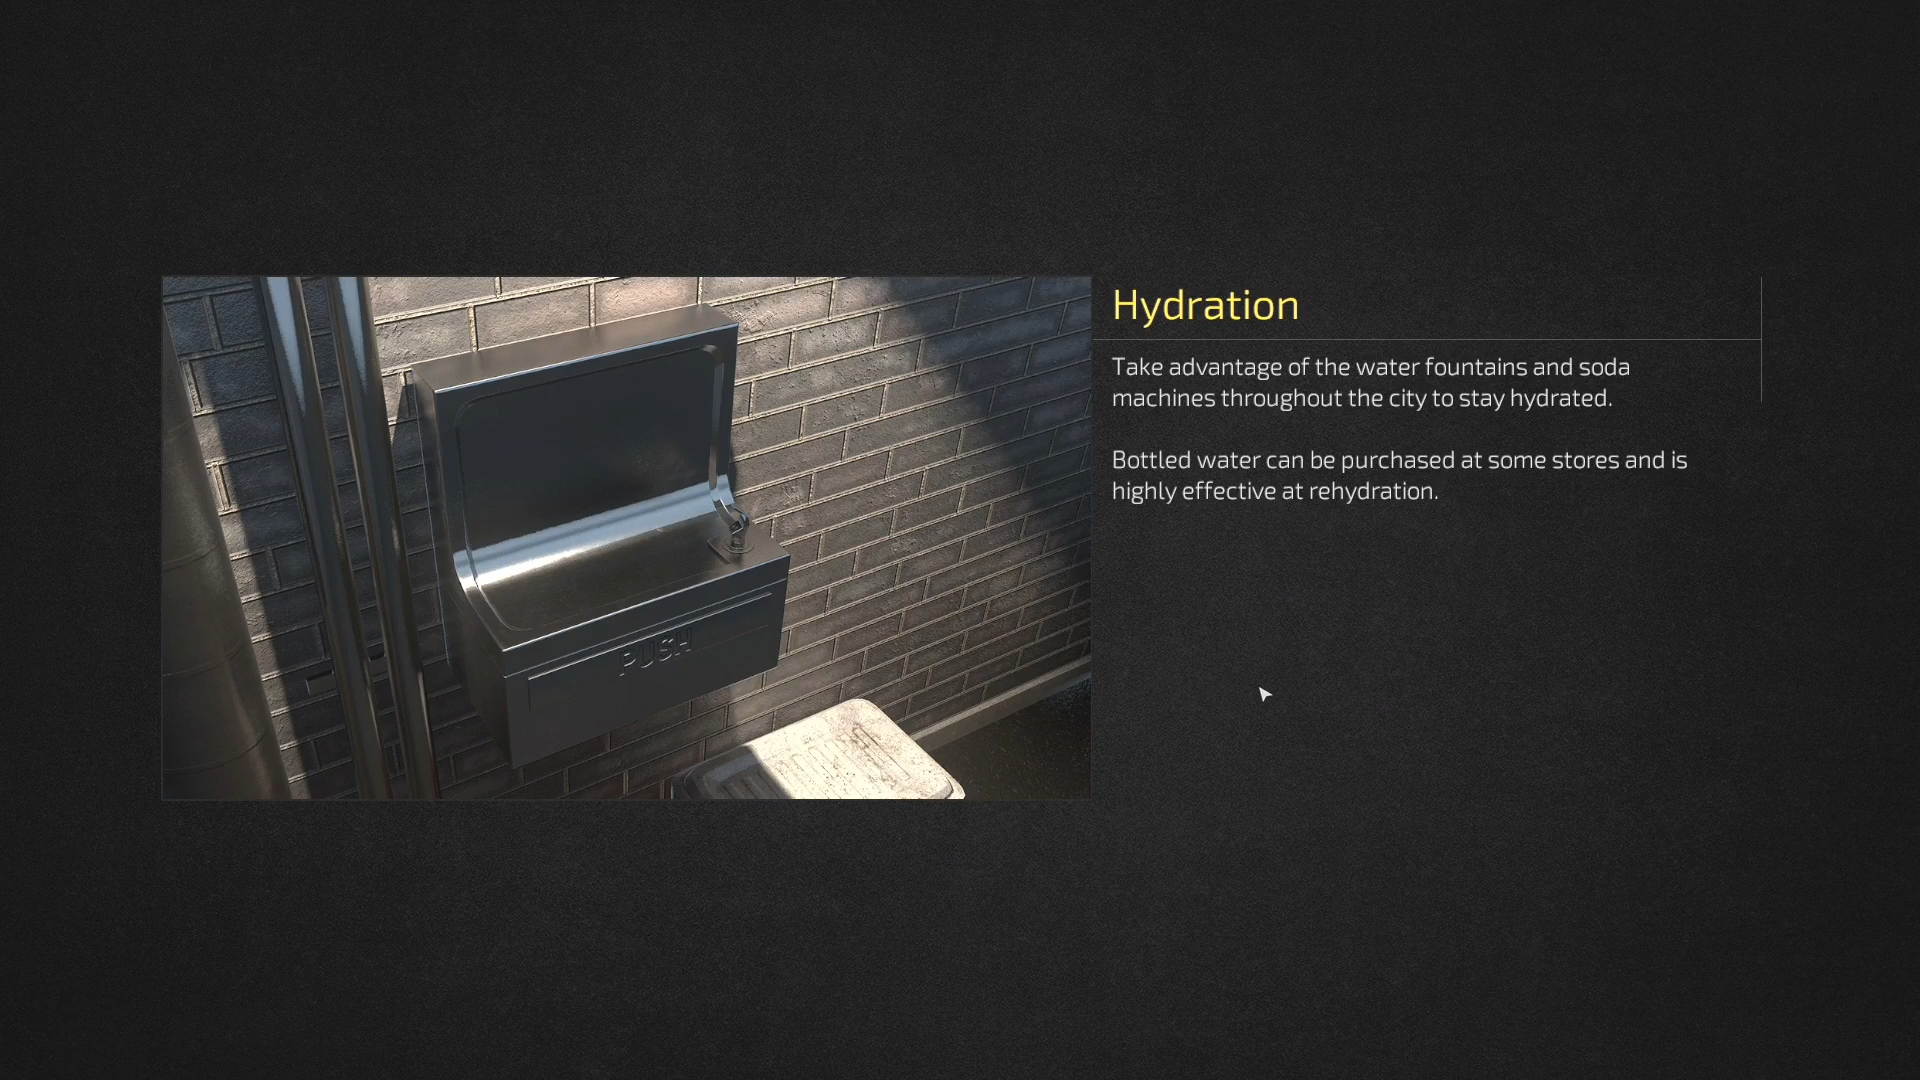 Hydration
Take advantage of the water fountains and soda
machines throughout the city to stay hydrated.
Bottled water can be purchased at some stores and is
highly effective at rehydration.
PUSH